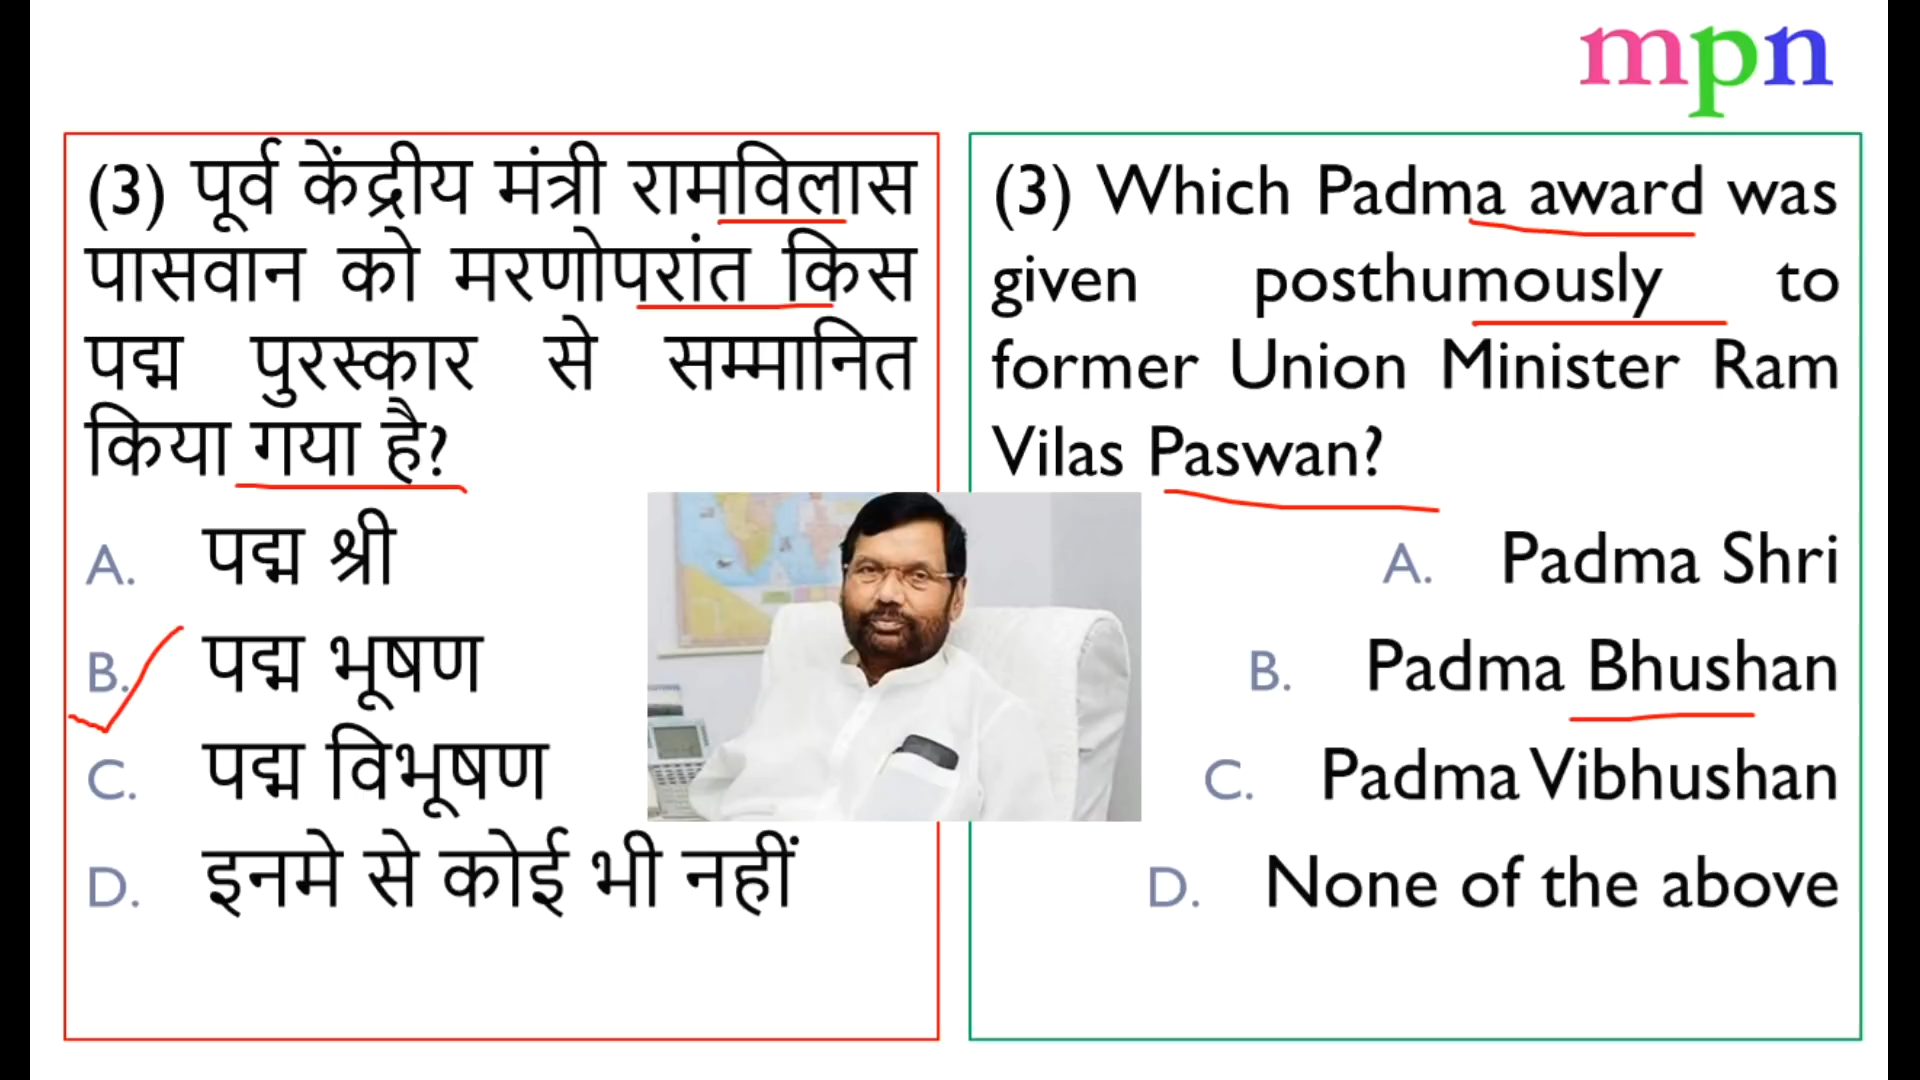 mpn
(3) पूर्व केंद्रीय मंत्री रामविलास
पासवान को मरणोपरांत किस
पद्म पुरस्कार से सम्मानित
किया गया है?
A. पद्म श्री
B. पद्म भूषण
C. पद्म विभूषण
D. इनमे से कोई भी नहीं
(3) Which Padma award was
given posthumously to
former Union Minister Ram
Vilas Paswan?
A. Padma Shri
B. Padma Bhushan
C. Padma Vibhushan
D. None of the above